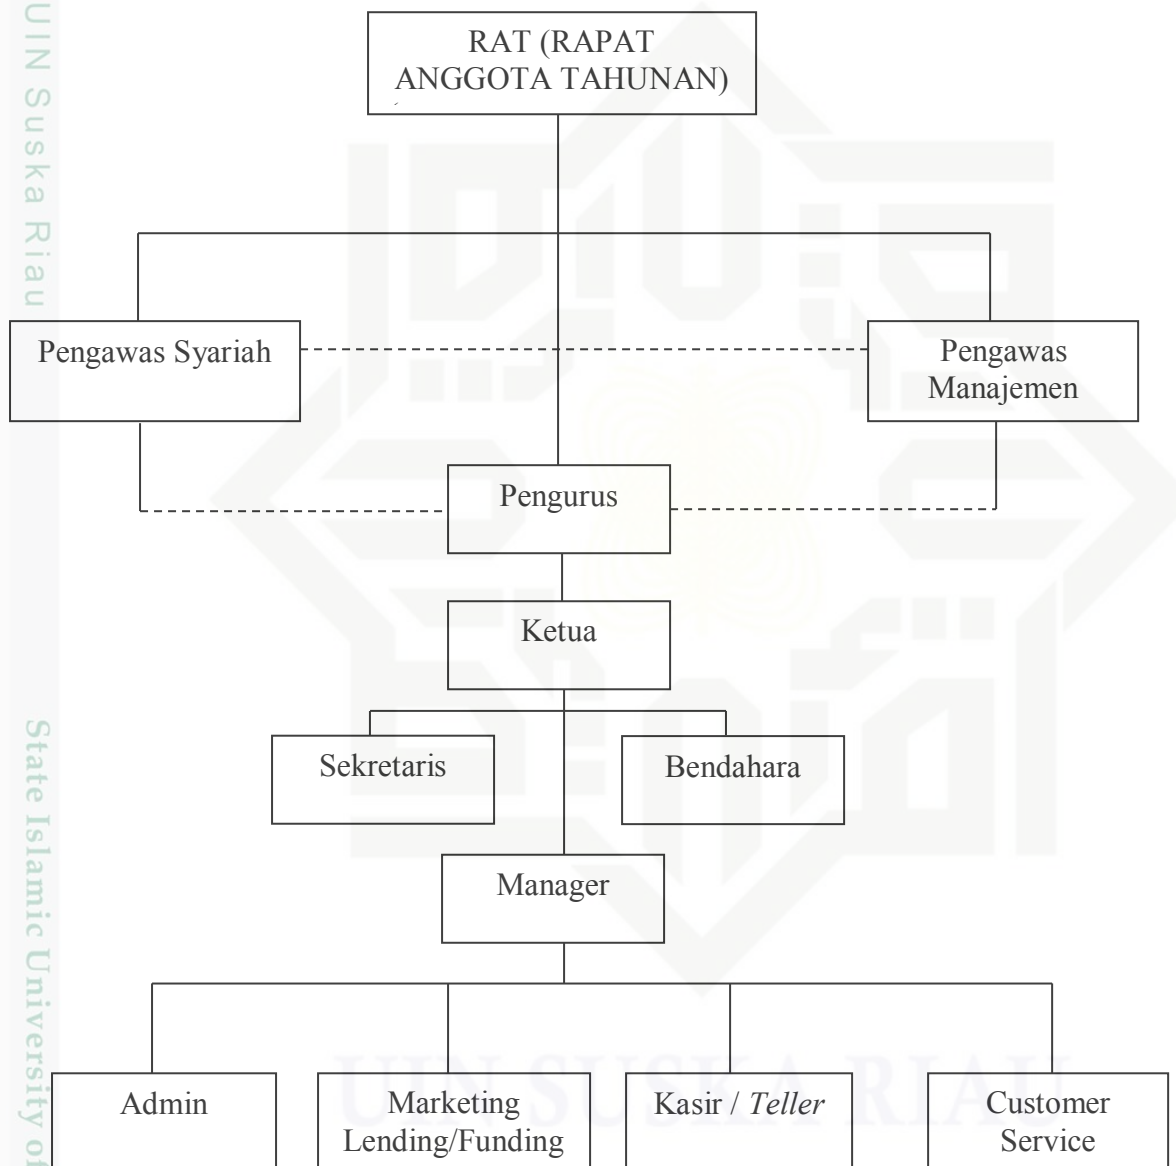 RAT (RAPAT
ANGGOTA TAHUNAN)
Pengawas Syariah
Pengawas
Manajemen
Pengurus
Ketua
Sekretaris
Bendahara
Manager
Admin
Marketing
Lending/Funding
Kasir / Teller
Customer
Service
UIN Suska Riau
State Islamic University of
UIN SUSKA RIAU